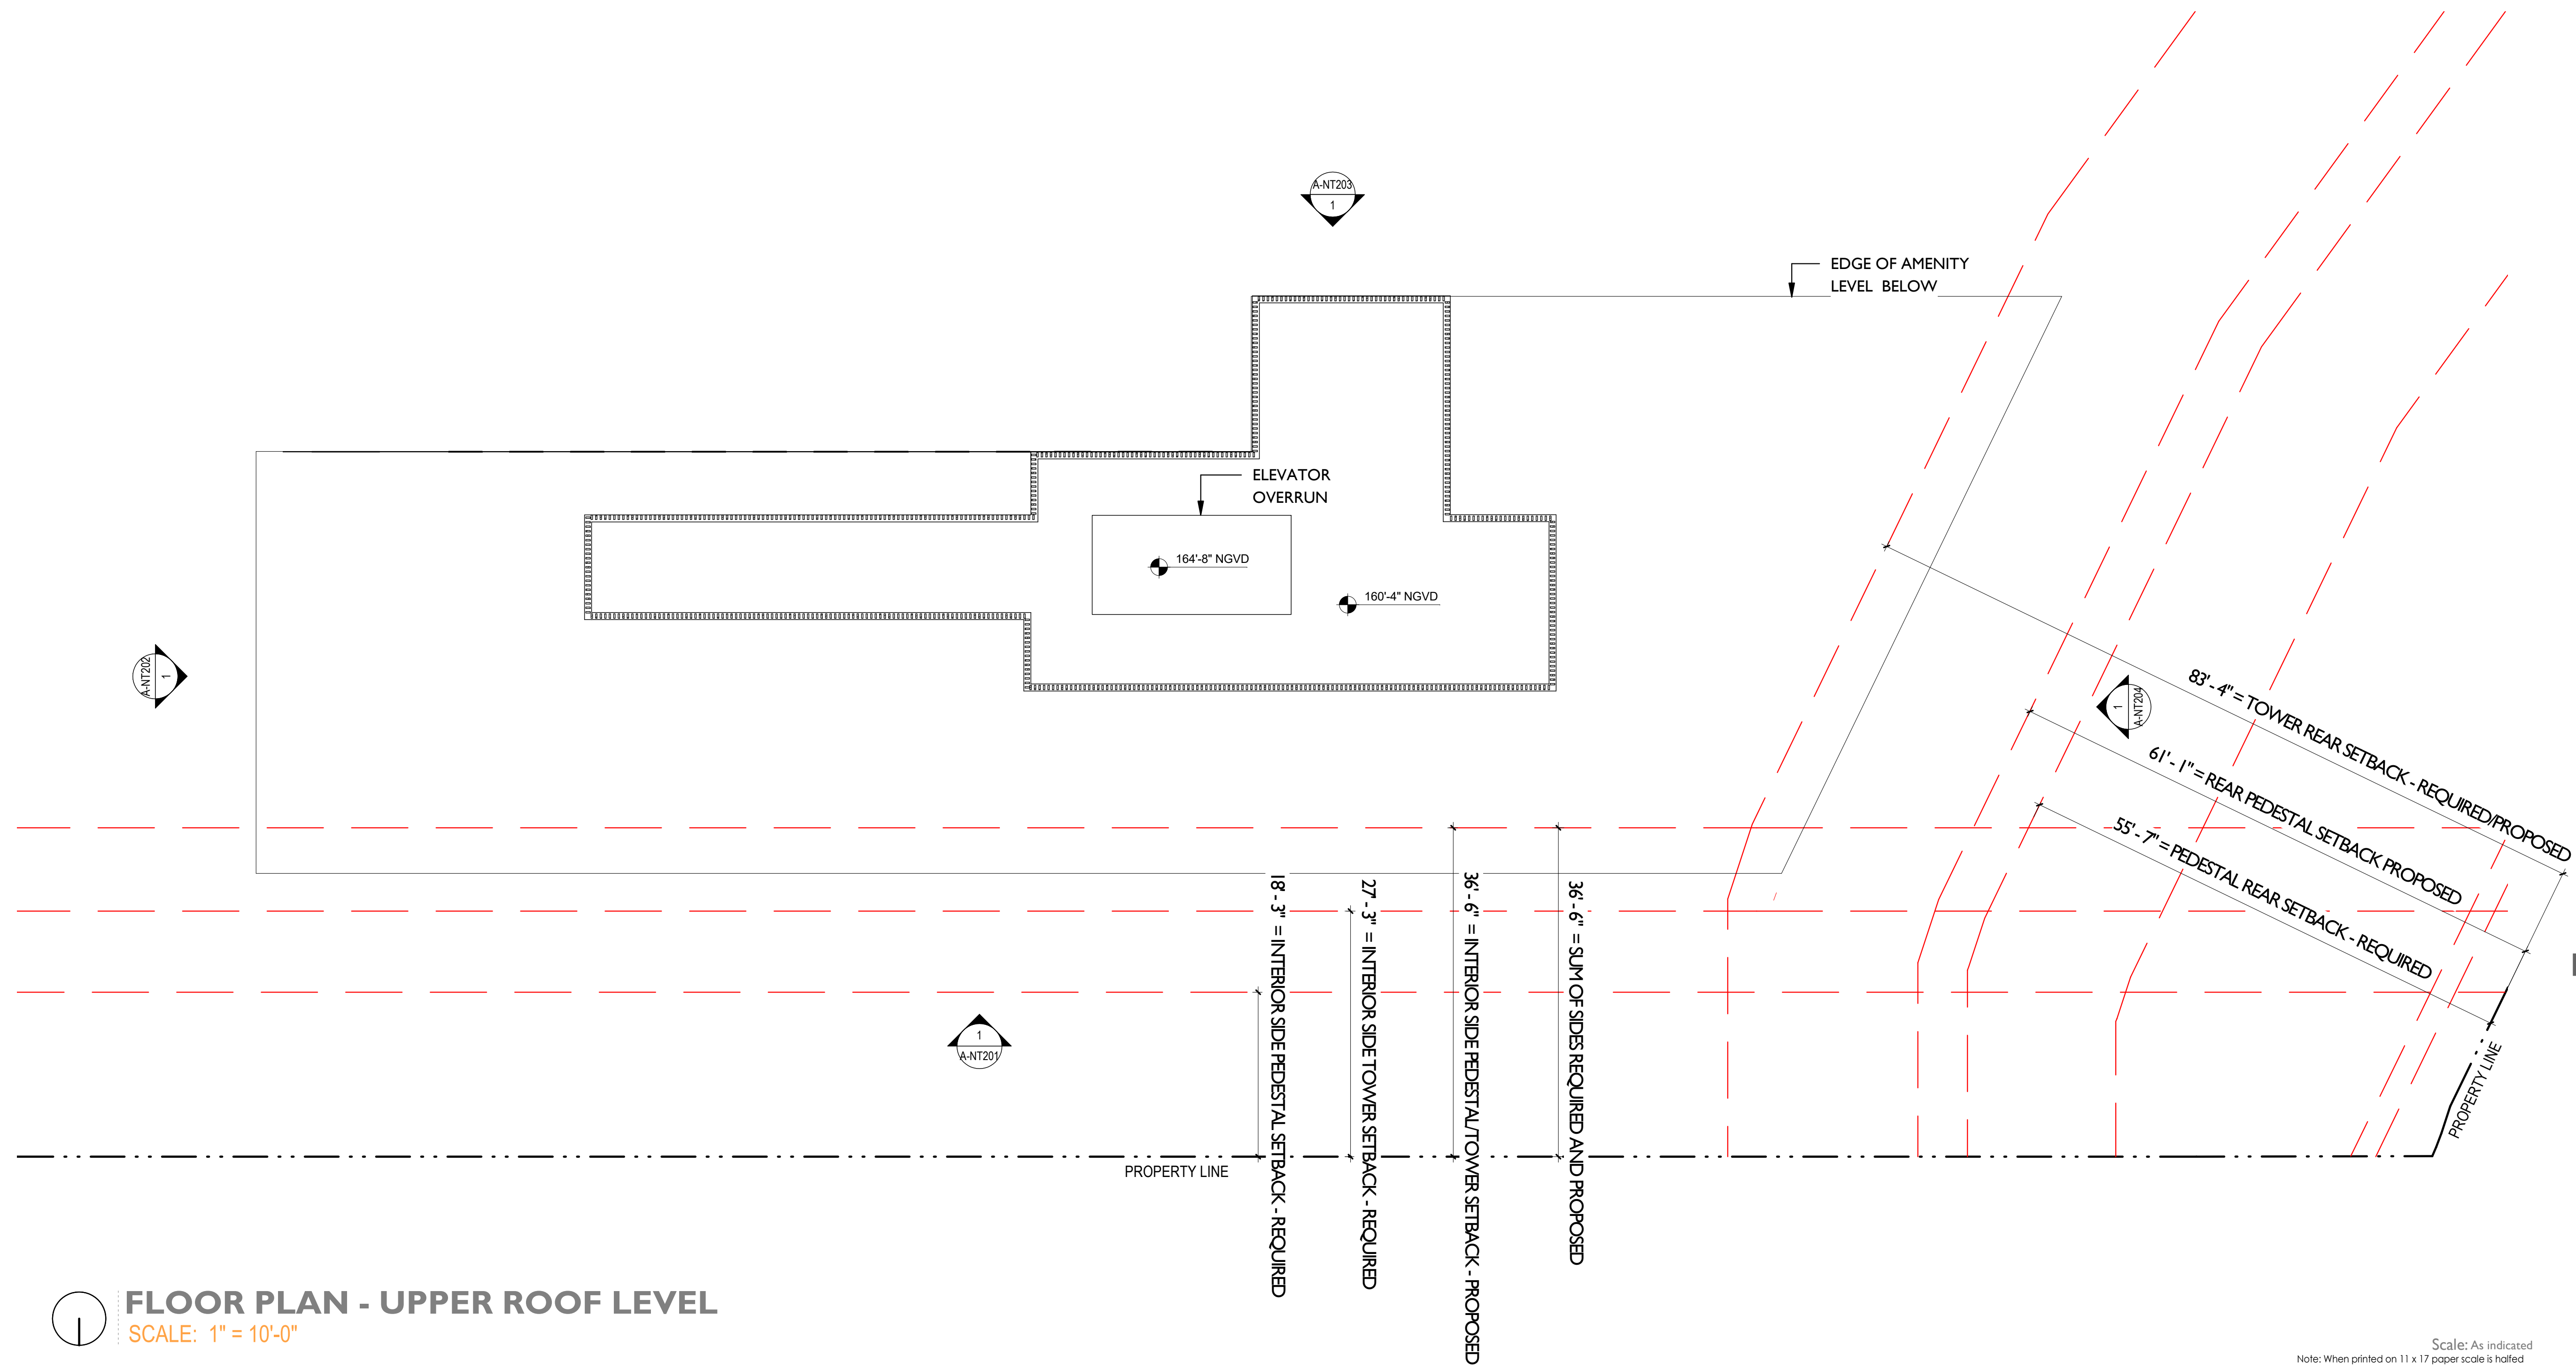 A-NT203
1
EDGE OF AMENITY
LEVEL BELOW
ELEVATOR
OVERRUN
164'-8" NGVD
160'-4" NGVD
A-NT202
1
1
A-NT204
83' - 4" = TOWER REAR SETBACK - REQUIRED/PROPOSED
61' - 1" = REAR PEDESTAL SETBACK PROPOSED
55' - 7" = PEDESTAL REAR SETBACK - REQUIRED
18' - 3" = INTERIOR SIDE PEDESTAL SETBACK - REQUIRED
27' - 3" = INTERIOR SIDE TOWER SETBACK - REQUIRED
36' - 6" = INTERIOR SIDE PEDESTAL/TOWER SETBACK - PROPOSED
36' - 6" = SUM OF SIDES REQUIRED AND PROPOSED
1
A-NT201
PROPERTY LINE
PROPERTY LINE
FLOOR PLAN - UPPER ROOF LEVEL
SCALE: 1" = 10'-0"
Scale: As indicated
Note: When printed on 11 x 17 paper scale is halfed